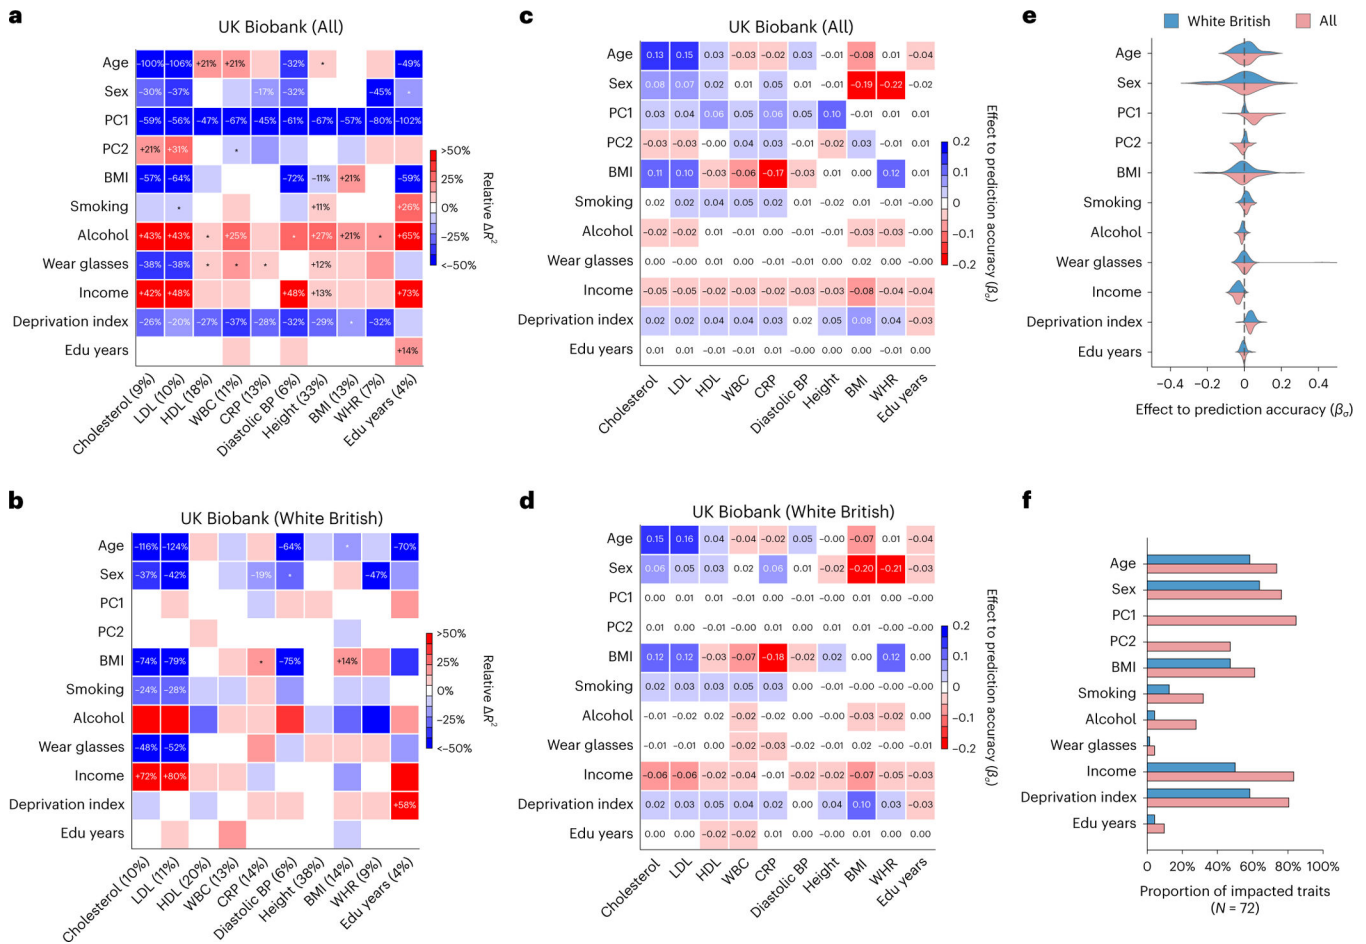 a
UK Biobank (All)
Age −100% −106% +21% +21% −32% * −49%
Sex −30% −37% −17% −32% −45% *
PC1 −59% −56% −47% −67% −45% −61% −67% −57% −80% −102%
PC2 +21% +31% *
BMI −57% −64% −72% −11% +21% −59%
Smoking * +11% +26%
Alcohol +43% +43% * +25% * +27% +21% * +65%
Wear glasses −38% −38% * * * +12%
Income +42% +48% +48% +13% +73%
Deprivation index −26% −20% −27% −37% −28% −32% −29% * −32%
Edu years +14%
Cholesterol (9%)
LDL (10%)
HDL (18%)
WBC (11%)
CRP (13%)
Diastolic BP (6%)
Height (33%)
BMI (13%)
WHR (7%)
Edu years (4%)
>50%
25%
0%
−25%
<−50%
Relative ΔR²
b
UK Biobank (White British)
Age −116% −124% −64% * −70%
Sex −37% −42% −19% * −47%
PC1
PC2
BMI −74% −79% * −75% +14%
Smoking −24% −28%
Alcohol
Wear glasses −48% −52%
Income +72% +80%
Deprivation index +58%
Edu years
Cholesterol (10%)
LDL (11%)
HDL (20%)
WBC (13%)
CRP (14%)
Diastolic BP (6%)
Height (38%)
BMI (14%)
WHR (9%)
Edu years (4%)
>50%
25%
0%
−25%
<−50%
Relative ΔR²
c
UK Biobank (All)
Age 0.13 0.15 0.03 −0.03 −0.02 0.03 −0.01 −0.08 0.01 −0.04
Sex 0.08 0.07 0.02 0.01 0.05 0.01 −0.01 −0.19 −0.22 −0.02
PC1 0.03 0.04 0.06 0.05 0.06 0.05 0.10 −0.01 0.01 0.01
PC2 −0.03 −0.03 −0.00 0.04 0.03 −0.00 −0.02 0.03 −0.01 0.01
BMI 0.11 0.10 −0.03 −0.06 −0.17 −0.03 0.01 0.00 0.12 0.01
Smoking 0.02 0.02 0.04 0.05 0.02 0.01 −0.01 0.02 0.01 −0.01
Alcohol −0.02 −0.02 0.01 −0.01 −0.00 −0.01 −0.01 −0.03 −0.03 −0.01
Wear glasses 0.00 0.00 −0.01 −0.01 −0.01 0.00 −0.01 0.02 0.00 −0.01
Income −0.05 −0.05 −0.02 −0.03 −0.02 −0.03 −0.03 −0.08 −0.04 −0.04
Deprivation index 0.02 0.02 0.04 0.04 0.03 0.02 0.05 0.08 0.04 −0.03
Edu years 0.01 0.01 −0.01 −0.01 0.01 −0.00 −0.00 0.00 −0.01 0.00
Cholesterol
LDL
HDL
WBC
CRP
Diastolic BP
Height
BMI
WHR
Edu years
0.2
0.1
0
−0.1
−0.2
Effect to prediction accuracy (βσ)
d
UK Biobank (White British)
Age 0.15 0.16 0.04 −0.04 −0.02 0.05 −0.00 −0.07 0.01 −0.04
Sex 0.06 0.05 0.03 0.02 0.06 0.01 −0.02 −0.20 −0.21 −0.03
PC1 0.00 0.01 0.01 −0.01 0.00 −0.01 0.00 −0.01 0.00 0.00
PC2 0.01 −0.00 −0.01 0.01 −0.00 0.00 −0.01 0.00 −0.01 −0.00
BMI 0.12 0.12 −0.03 −0.07 −0.18 −0.02 0.02 0.00 0.12 0.00
Smoking 0.02 0.03 0.03 0.05 0.03 0.00 −0.01 −0.00 −0.00 −0.00
Alcohol −0.01 −0.02 0.00 −0.02 0.00 −0.01 0.00 −0.03 −0.02 0.00
Wear glasses −0.01 −0.01 0.00 −0.02 −0.03 0.00 −0.01 0.02 −0.00 −0.01
Income −0.06 −0.06 −0.02 −0.04 −0.01 −0.02 −0.02 −0.07 −0.05 −0.03
Deprivation index 0.02 0.03 0.05 0.04 0.02 0.00 0.04 0.10 0.03 −0.03
Edu years 0.00 0.00 −0.02 −0.02 0.01 0.00 −0.00 0.01 0.00 0.00
Cholesterol
LDL
HDL
WBC
CRP
Diastolic BP
Height
BMI
WHR
Edu years
0.2
0.1
0
−0.1
−0.2
Effect to prediction accuracy (βσ)
e
White British
All
Age
Sex
PC1
PC2
BMI
Smoking
Alcohol
Wear glasses
Income
Deprivation index
Edu years
−0.4 −0.2 0 0.2 0.4
Effect to prediction accuracy (βσ)
f
Age
Sex
PC1
PC2
BMI
Smoking
Alcohol
Wear glasses
Income
Deprivation index
Edu years
0 20% 40% 60% 80% 100%
Proportion of impacted traits
(N = 72)